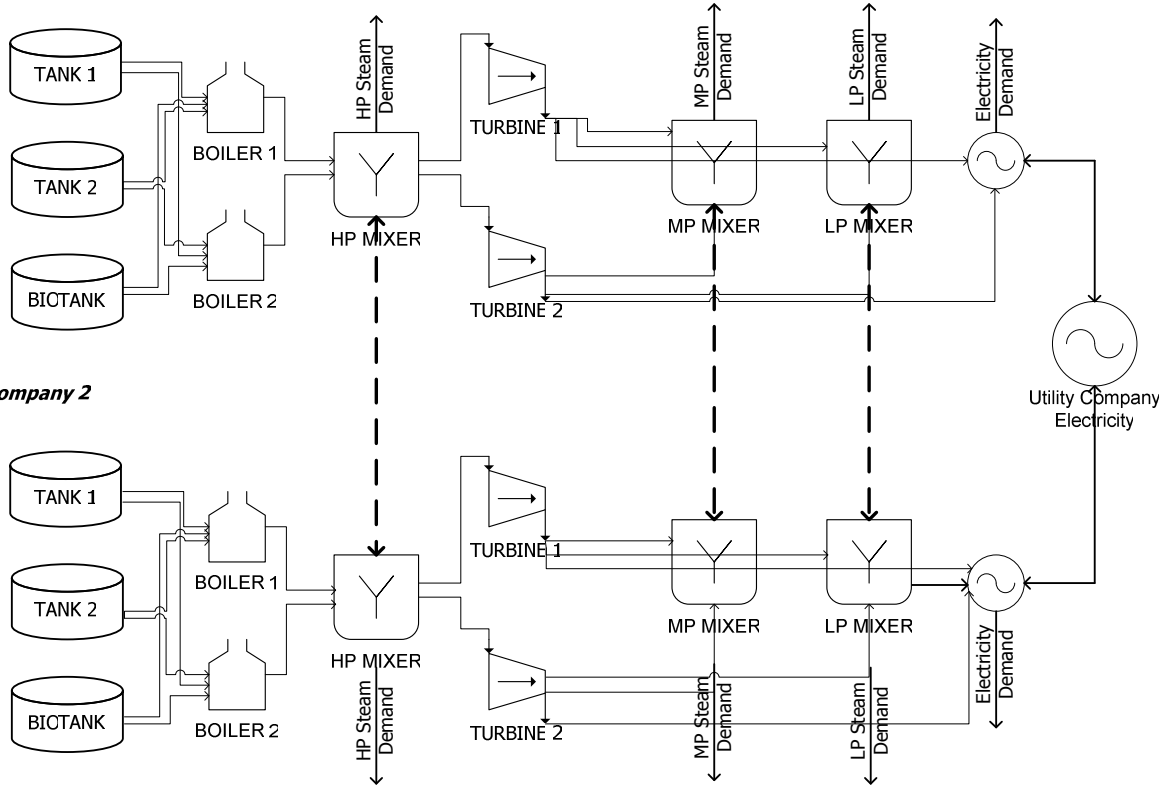 HP Steam
Demand
MP Steam
Demand
LP Steam
Demand
Electricity
Demand
TANK 1
BOILER 1
TURBINE 1
TANK 2
HP MIXER
MP MIXER
LP MIXER
BIOTANK
BOILER 2
TURBINE 2
ompany 2
Utility Company
Electricity
TANK 1
BOILER 1
TURBINE 1
TANK 2
HP MIXER
MP MIXER
LP MIXER
BIOTANK
BOILER 2
TURBINE 2
HP Steam
Demand
MP Steam
Demand
LP Steam
Demand
Electricity
Demand